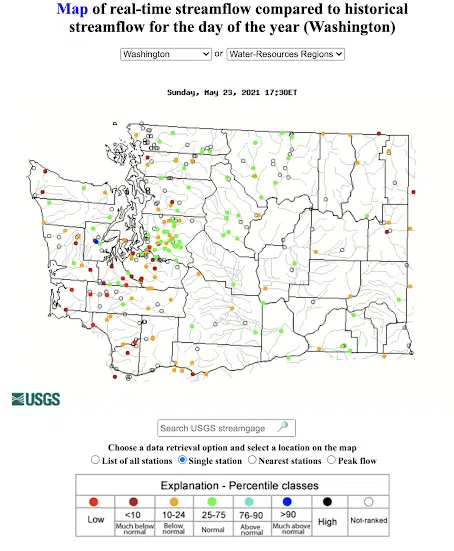 Map of real-time streamflow compared to historical
streamflow for the day of the year (Washington)
Washington or Water-Resources Regions
Sunday, May 23, 2021 17:30ET
USGS
Search USGS streamgage
Choose a data retrieval option and select a location on the map
List of all stations Single station Nearest stations Peak flow
Explanation - Percentile classes
Low <10 10-24 25-75 76-90 >90 High Not-ranked
Much below normal Below normal Normal Above normal Much above normal